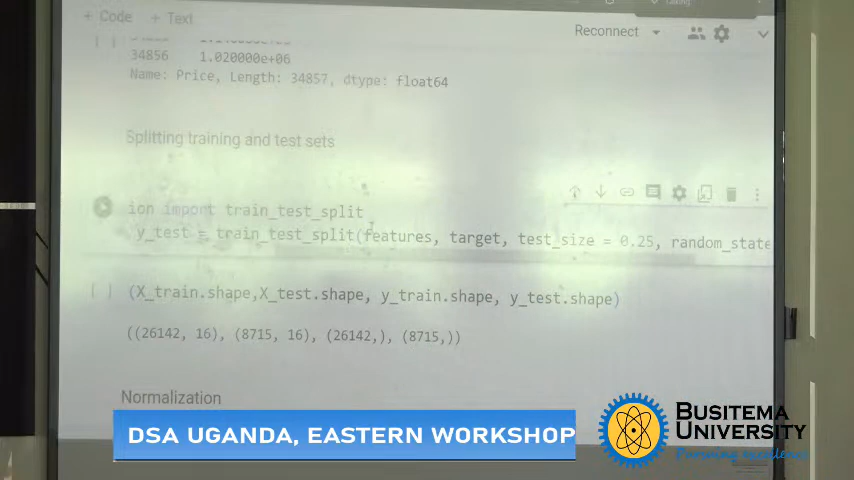 + Code + Text
Reconnect
[ ]
34856 1.020000e+06
Name: Price, Length: 34857, dtype: float64
Splitting training and test sets
ion import train_test_split
y_test = train_test_split(features, target, test_size = 0.25, random_state
[ ] (X_train.shape,X_test.shape, y_train.shape, y_test.shape)
((26142, 16), (8715, 16), (26142,), (8715,))
Normalization
DSA UGANDA, EASTERN WORKSHOP
BUSITEMA
UNIVERSITY
Pursuing excellence